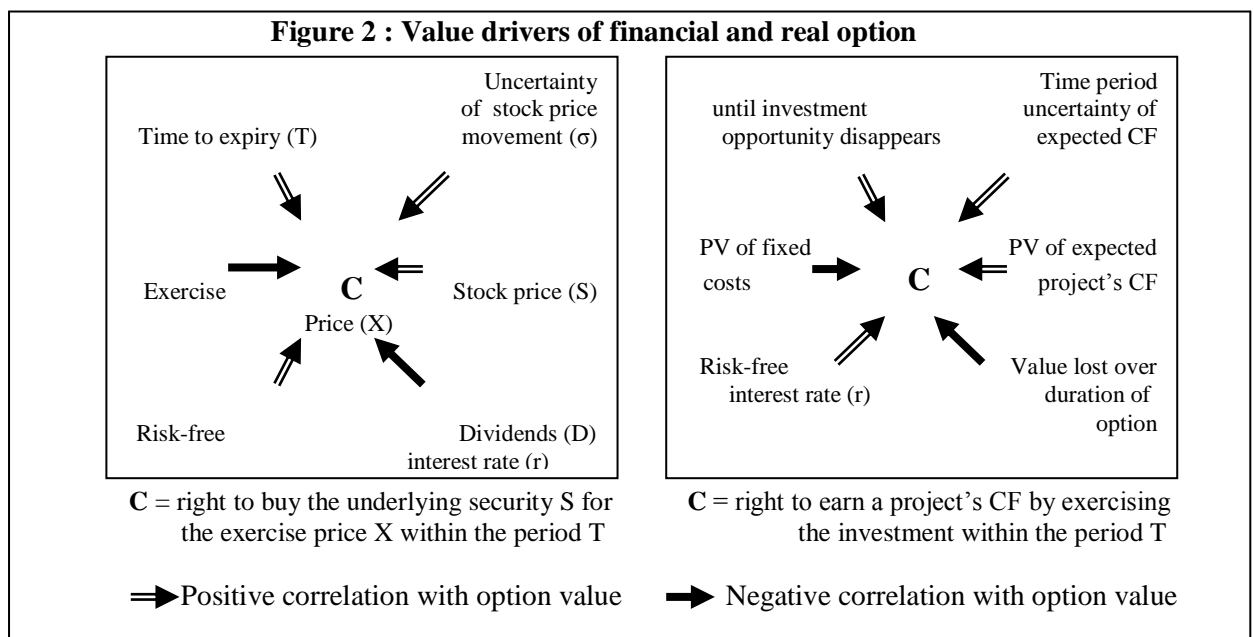 Figure 2 : Value drivers of financial and real option
Uncertainty
of stock price
movement (σ)
Time to expiry (T)
Exercise
C
Stock price (S)
Price (X)
Risk-free
Dividends (D)
interest rate (r)
C = right to buy the underlying security S for
the exercise price X within the period T
Time period
until investment
uncertainty of
opportunity disappears
expected CF
PV of fixed
costs
C
PV of expected
project's CF
Risk-free
interest rate (r)
Value lost over
duration of
option
C = right to earn a project's CF by exercising
the investment within the period T
Positive correlation with option value
Negative correlation with option value